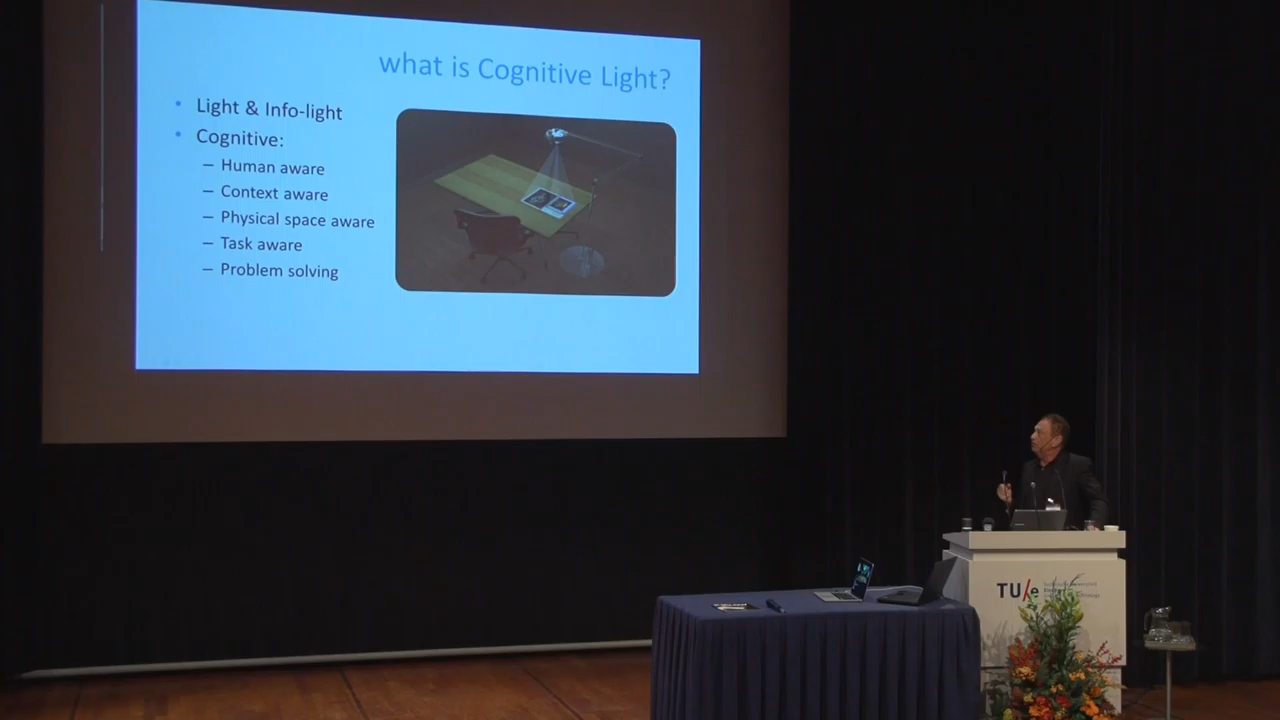 what is Cognitive Light?
• Light & Info-light
• Cognitive:
– Human aware
– Context aware
– Physical space aware
– Task aware
– Problem solving
TU/e